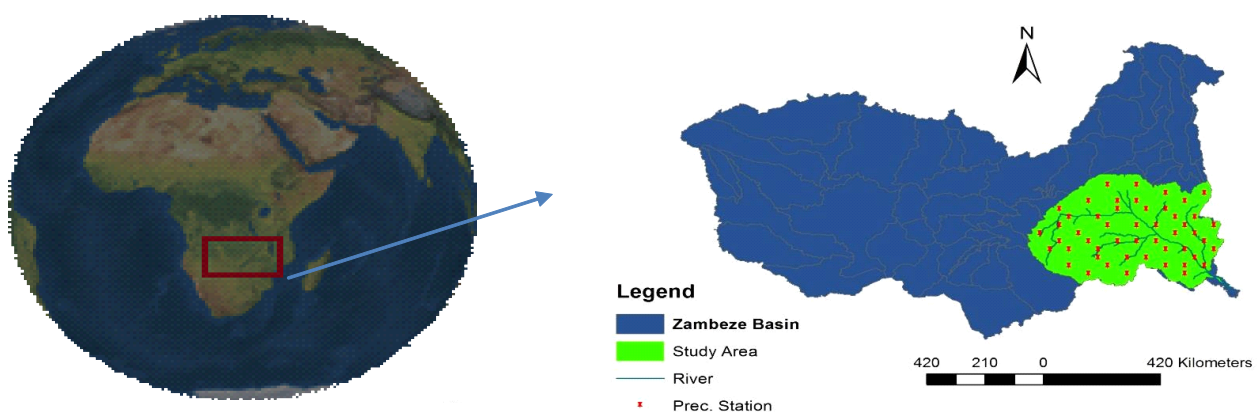 N
Legend
Zambeze Basin
Study Area
River
Prec. Station
420 210 0 420 Kilometers